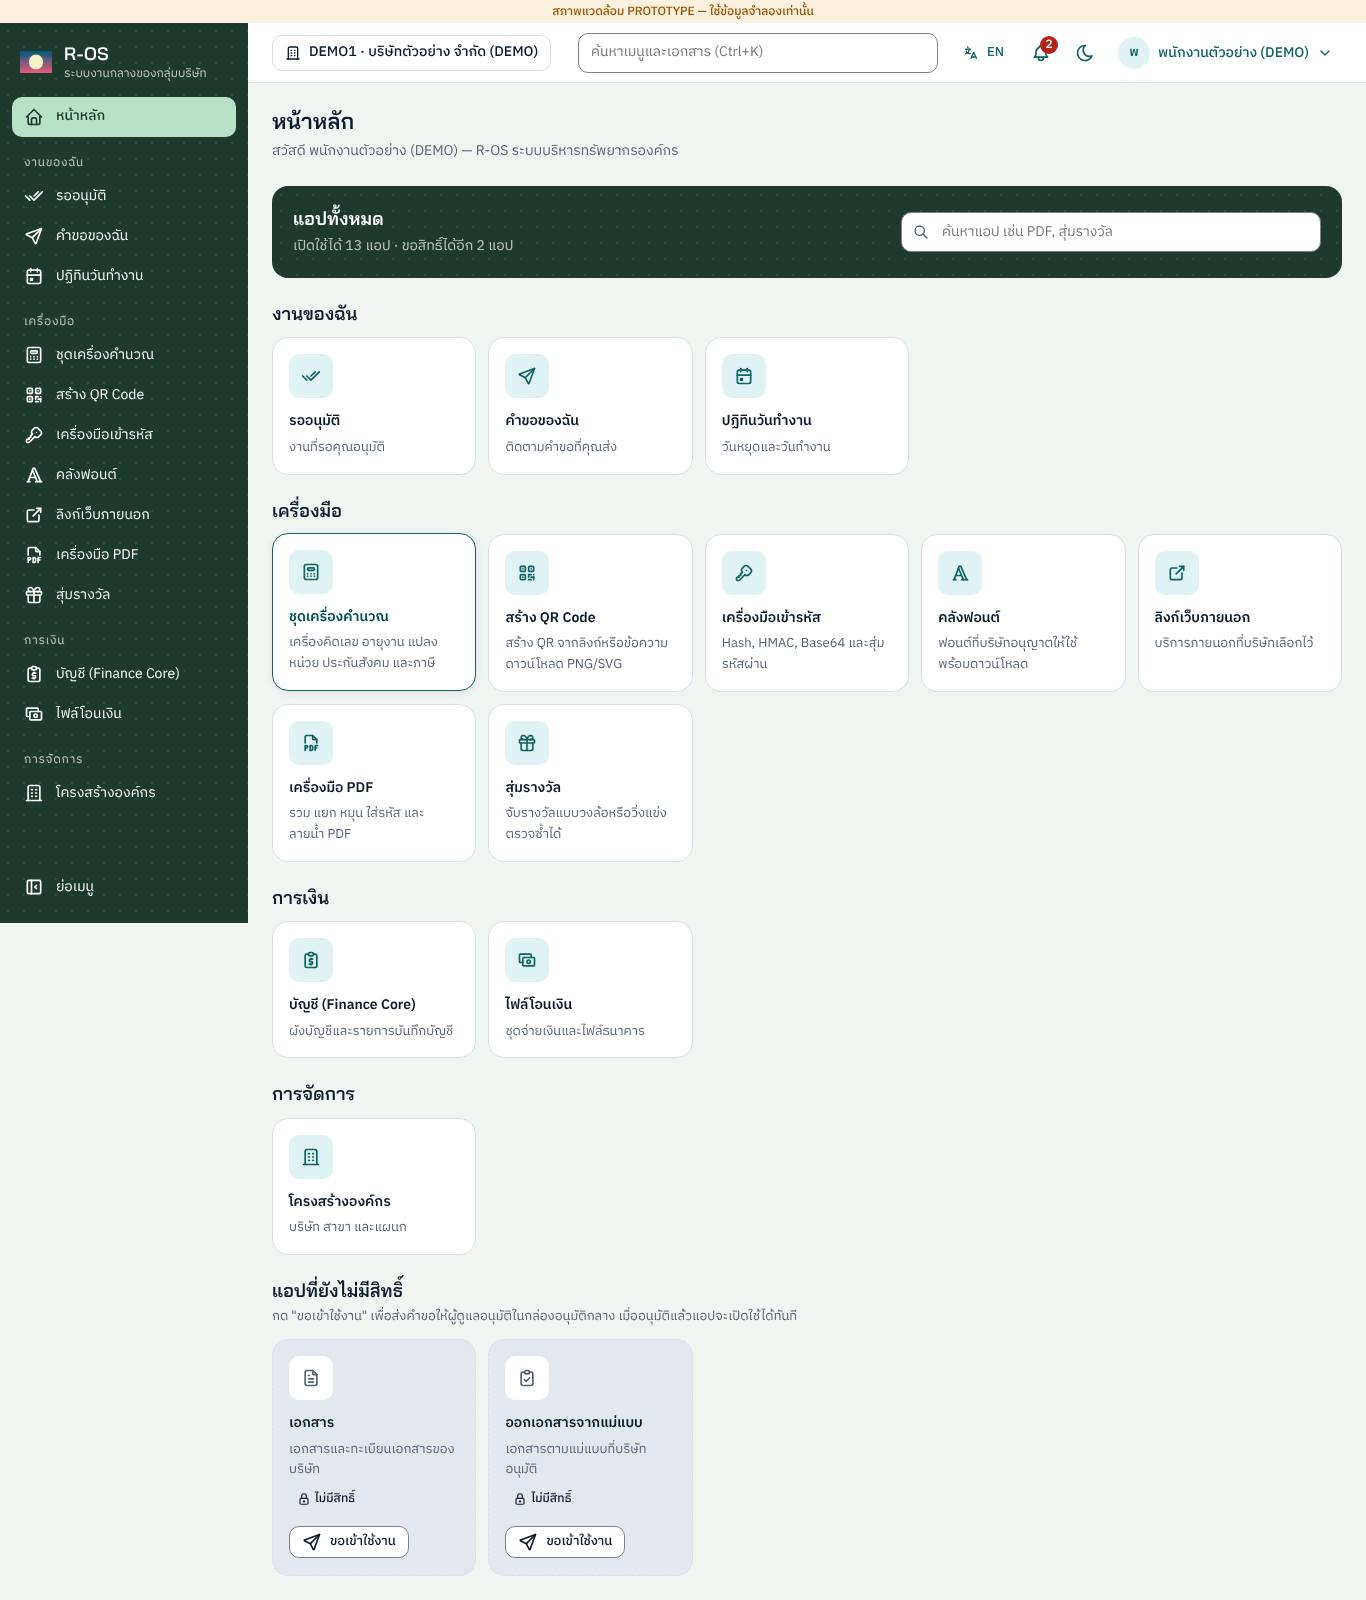 สภาพแวดล้อม PROTOTYPE — ใช้ข้อมูลจำลองเท่านั้น
R-OS
ระบบงานกลางของกลุ่มบริษัท
DEMO1 · บริษัทตัวอย่าง จำกัด (DEMO)
ค้นหาเมนูและเอกสาร (Ctrl+K)
EN
2
พ
พนักงานตัวอย่าง (DEMO)
หน้าหลัก
งานของฉัน
รออนุมัติ
คำขอของฉัน
ปฏิทินวันทำงาน
เครื่องมือ
ชุดเครื่องคำนวณ
สร้าง QR Code
เครื่องมือเข้ารหัส
คลังฟอนต์
ลิงก์เว็บภายนอก
เครื่องมือ PDF
สุ่มรางวัล
การเงิน
บัญชี (Finance Core)
ไฟล์โอนเงิน
การจัดการ
โครงสร้างองค์กร
ย่อเมนู
หน้าหลัก
สวัสดี พนักงานตัวอย่าง (DEMO) — R-OS ระบบบริหารทรัพยากรองค์กร
แอปทั้งหมด
เปิดใช้ได้ 13 แอป · ขอสิทธิ์ได้อีก 2 แอป
ค้นหาแอป เช่น PDF, สุ่มรางวัล
งานของฉัน
รออนุมัติ
งานที่รอคุณอนุมัติ
คำขอของฉัน
ติดตามคำขอที่คุณส่ง
ปฏิทินวันทำงาน
วันหยุดและวันทำงาน
เครื่องมือ
ชุดเครื่องคำนวณ
เครื่องคิดเลข อายุงาน แปลง
หน่วย ประกันสังคม และภาษี
สร้าง QR Code
สร้าง QR จากลิงก์หรือข้อความ
ดาวน์โหลด PNG/SVG
เครื่องมือเข้ารหัส
Hash, HMAC, Base64 และสุ่ม
รหัสผ่าน
คลังฟอนต์
ฟอนต์ที่บริษัทอนุญาตให้ใช้
พร้อมดาวน์โหลด
ลิงก์เว็บภายนอก
บริการภายนอกที่บริษัทเลือกไว้
PDF
เครื่องมือ PDF
รวม แยก หมุน ใส่รหัส และ
ลายน้ำ PDF
สุ่มรางวัล
จับรางวัลแบบวงล้อหรือวิ่งแข่ง
ตรวจซ้ำได้
การเงิน
บัญชี (Finance Core)
ผังบัญชีและรายการบันทึกบัญชี
ไฟล์โอนเงิน
ชุดจ่ายเงินและไฟล์ธนาคาร
การจัดการ
โครงสร้างองค์กร
บริษัท สาขา และแผนก
แอปที่ยังไม่มีสิทธิ์
กด "ขอเข้าใช้งาน" เพื่อส่งคำขอให้ผู้ดูแลอนุมัติในกล่องอนุมัติกลาง เมื่ออนุมัติแล้วแอปจะเปิดใช้ได้ทันที
เอกสาร
เอกสารและทะเบียนเอกสารของ
บริษัท
ไม่มีสิทธิ์
ขอเข้าใช้งาน
ออกเอกสารจากแม่แบบ
เอกสารตามแม่แบบที่บริษัท
อนุมัติ
ไม่มีสิทธิ์
ขอเข้าใช้งาน